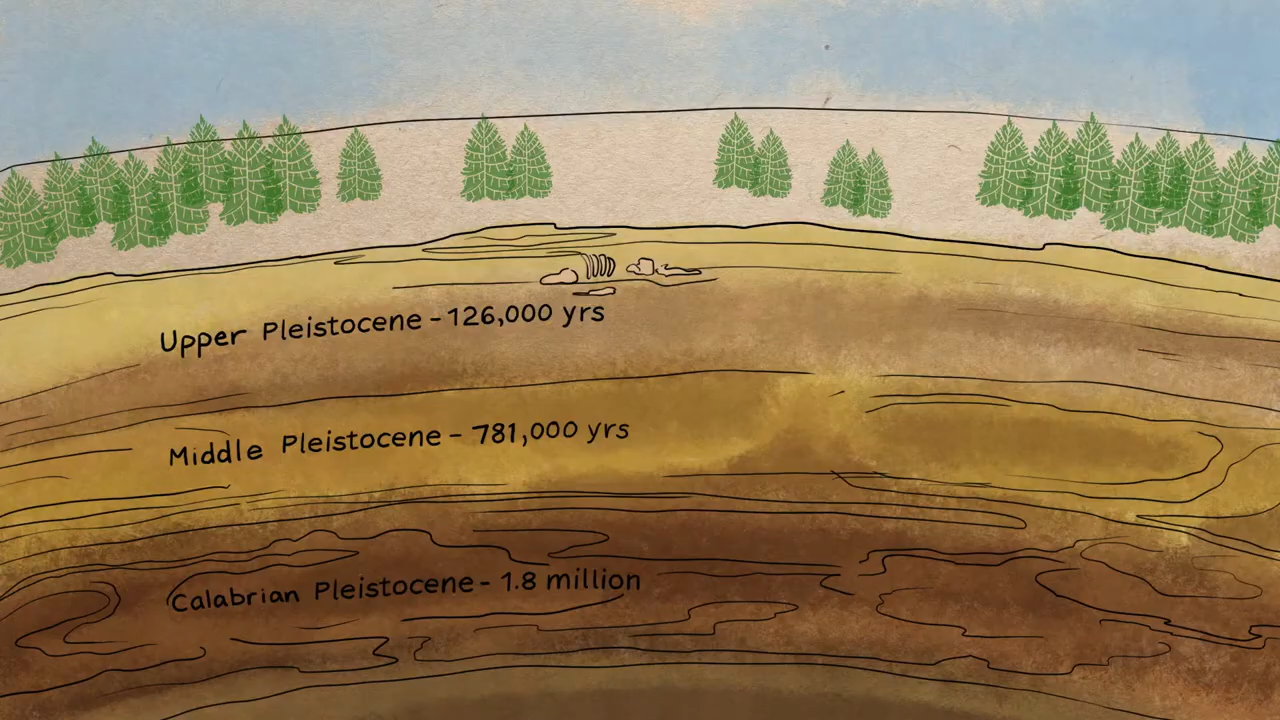 Upper Pleistocene - 126,000 yrs
Middle Pleistocene - 781,000 yrs
Calabrian Pleistocene - 1.8 million